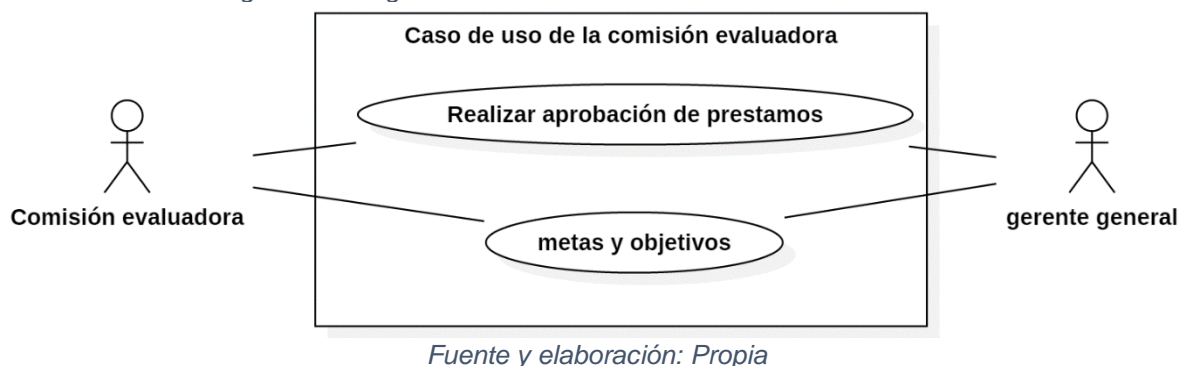 Caso de uso de la comisión evaluadora
Realizar aprobación de prestamos
Comisión evaluadora
gerente general
metas y objetivos
Fuente y elaboración: Propia